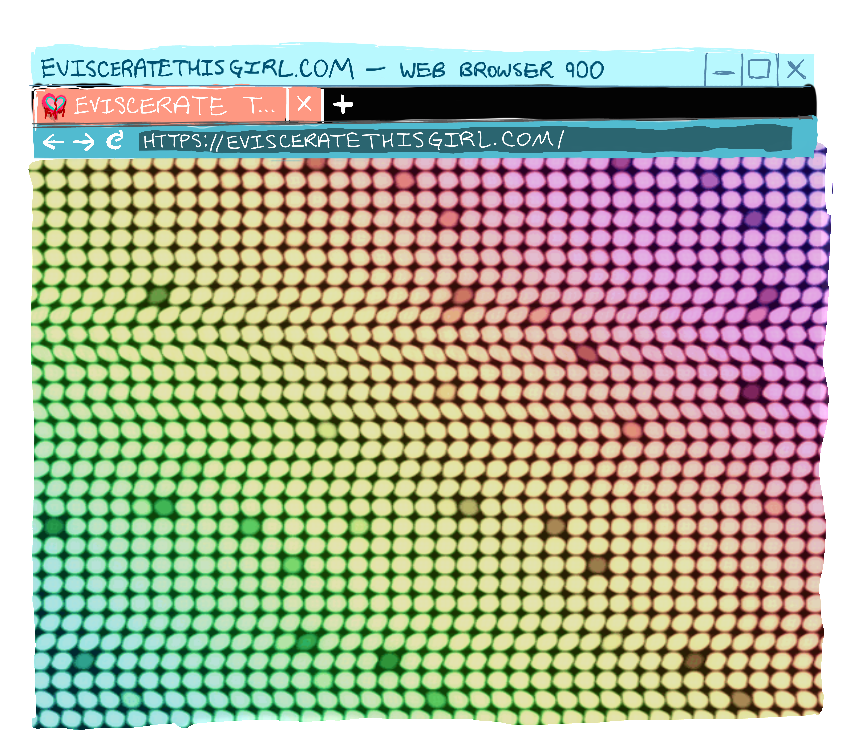 EVISCERATETHISGIRL.COM — WEB BROWSER 900
EVISCERATE T... X +
HTTPS://EVISCERATETHISGIRL.COM/